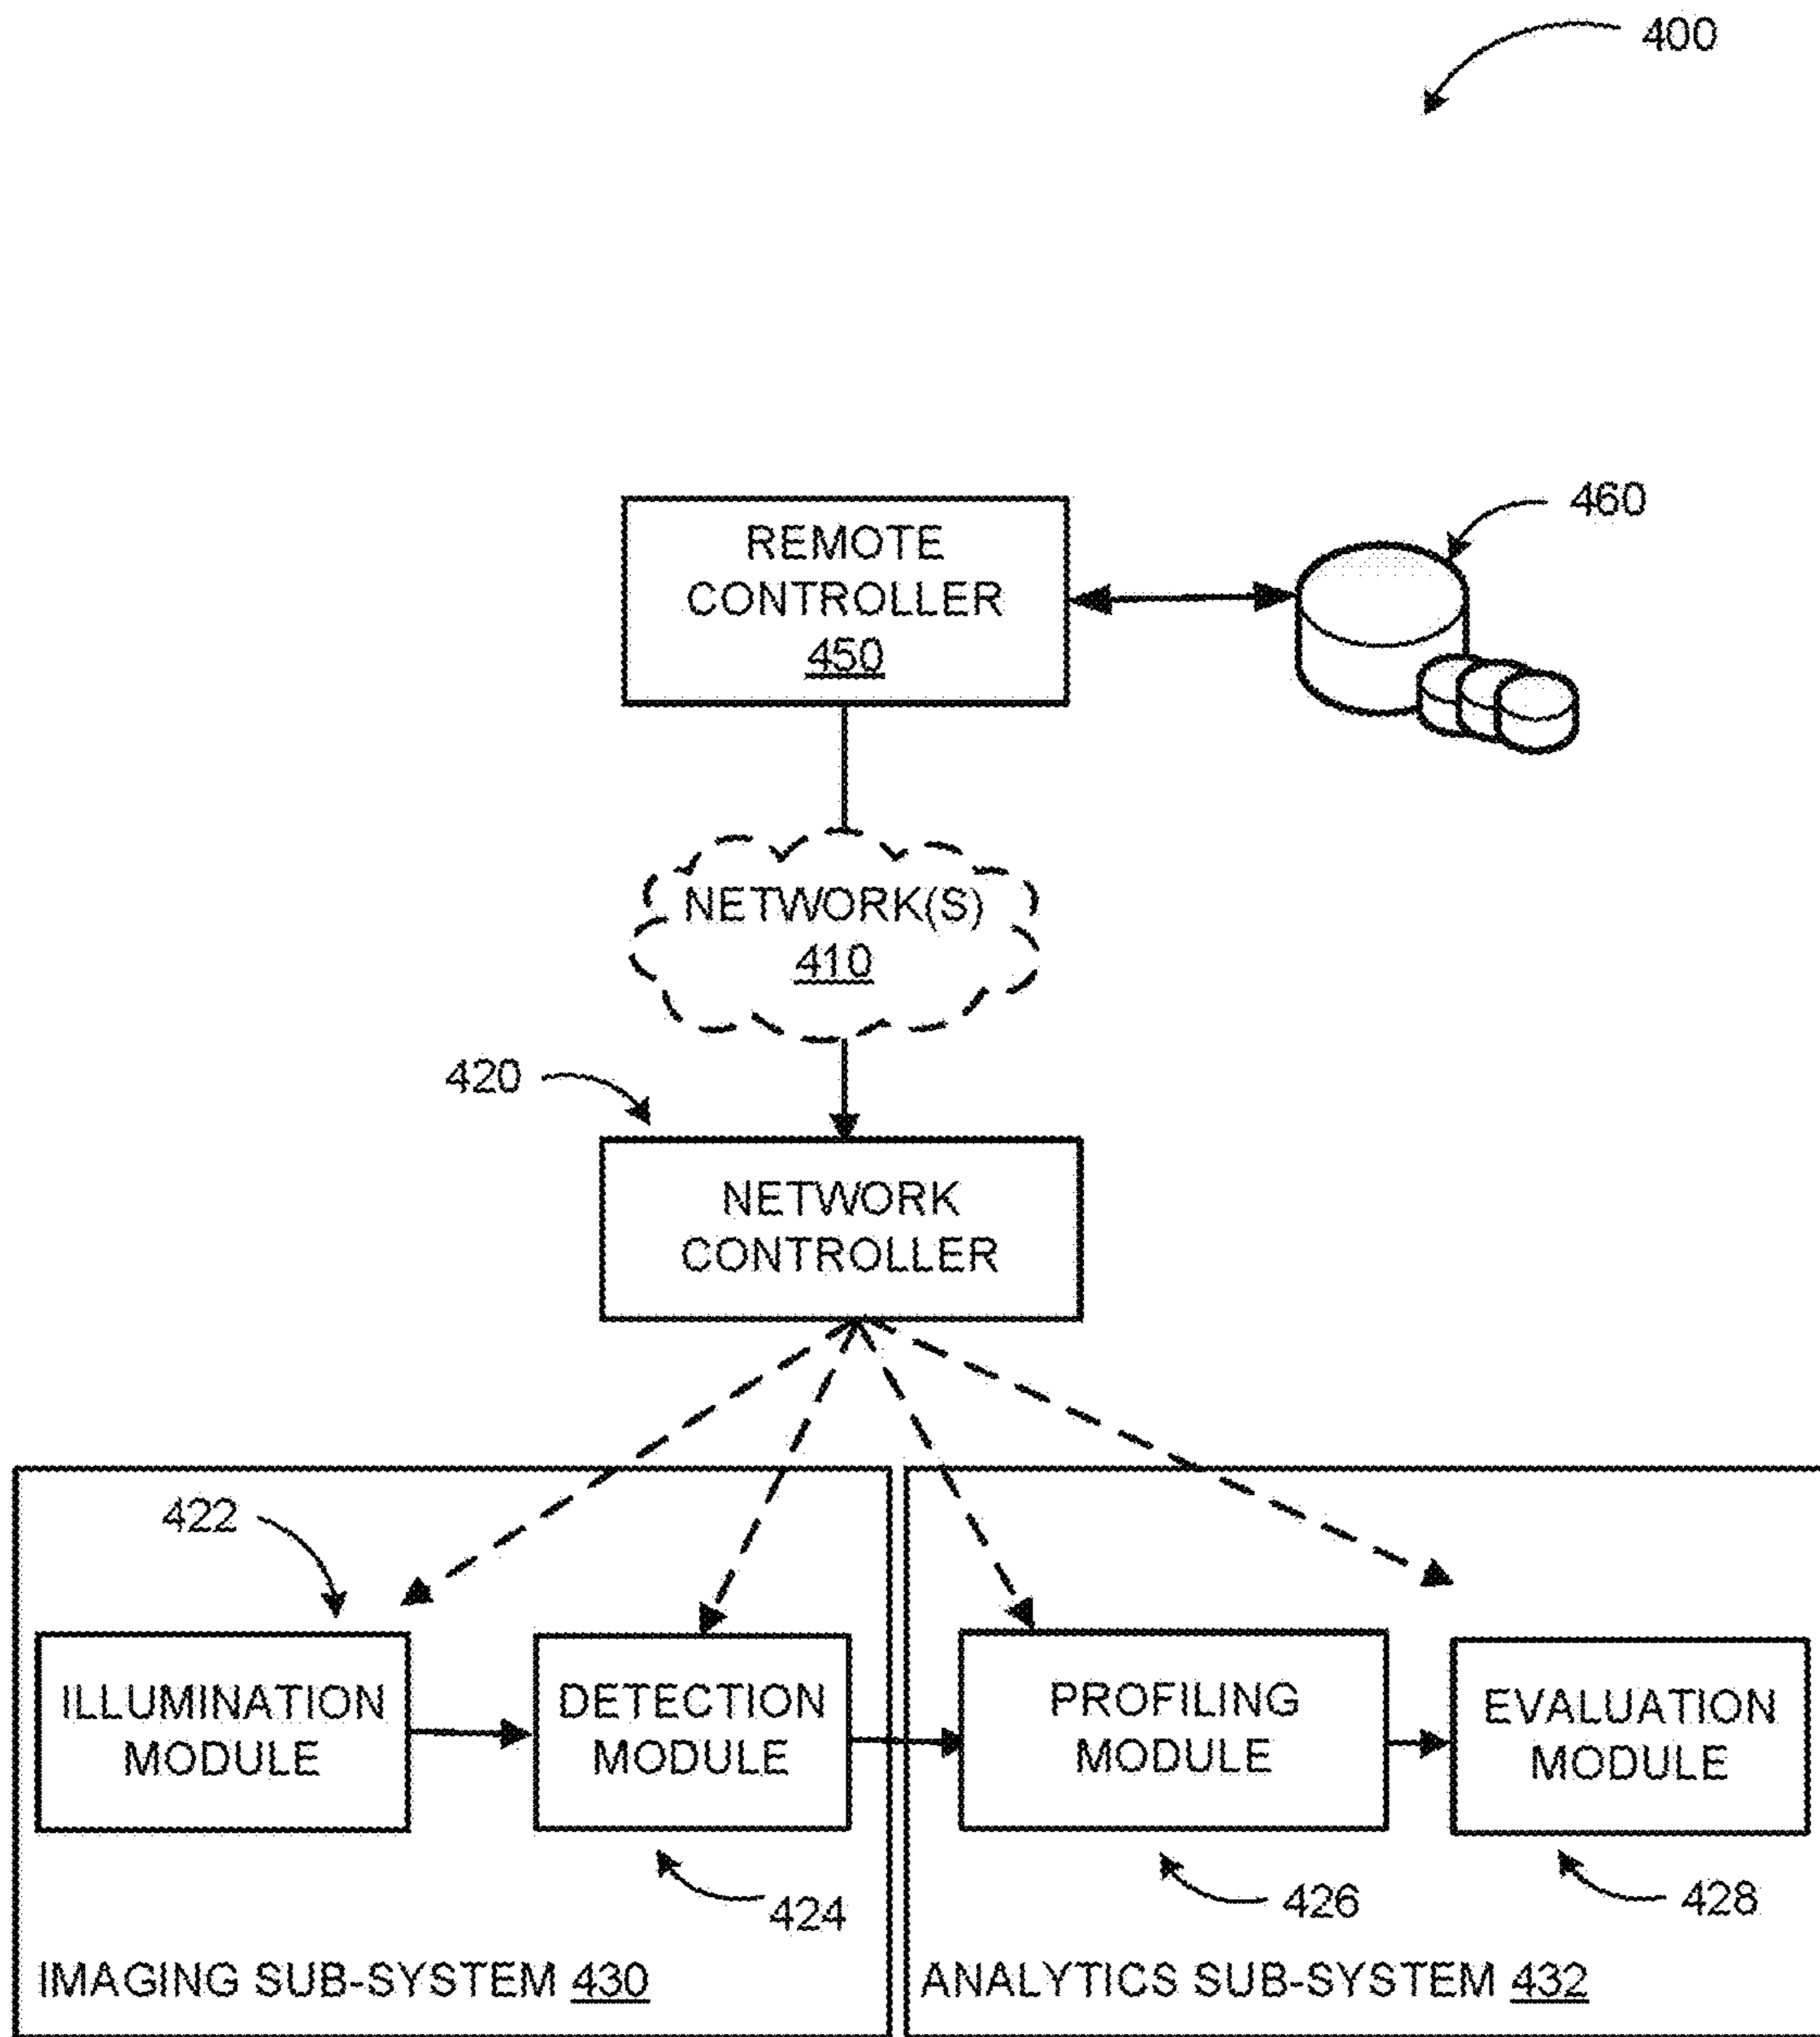 400
REMOTE
CONTROLLER
450
460
NETWORK(S)
410
420
NETWORK
CONTROLLER
422
ILLUMINATION
MODULE
DETECTION
MODULE
PROFILING
MODULE
EVALUATION
MODULE
424
426
428
IMAGING SUB-SYSTEM 430
ANALYTICS SUB-SYSTEM 432